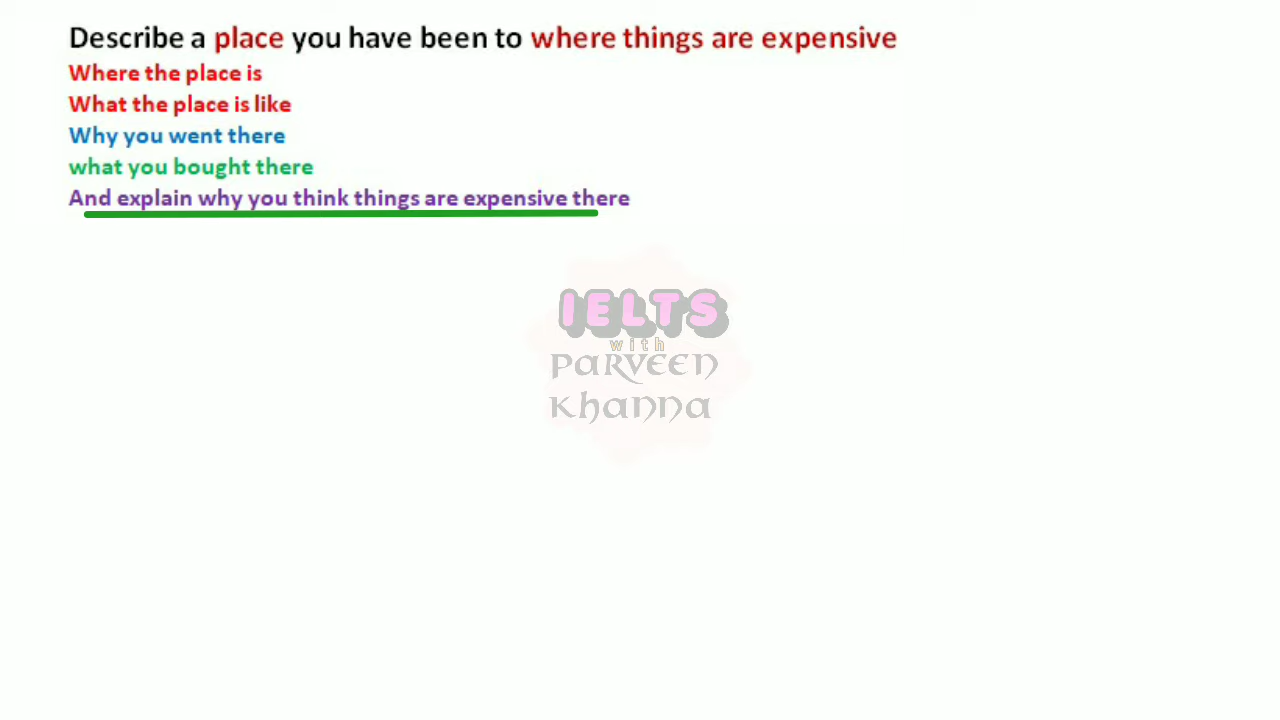 Describe a place you have been to where things are expensive
Where the place is
What the place is like
Why you went there
what you bought there
And explain why you think things are expensive there
IELTS
with
Parveen
Khanna